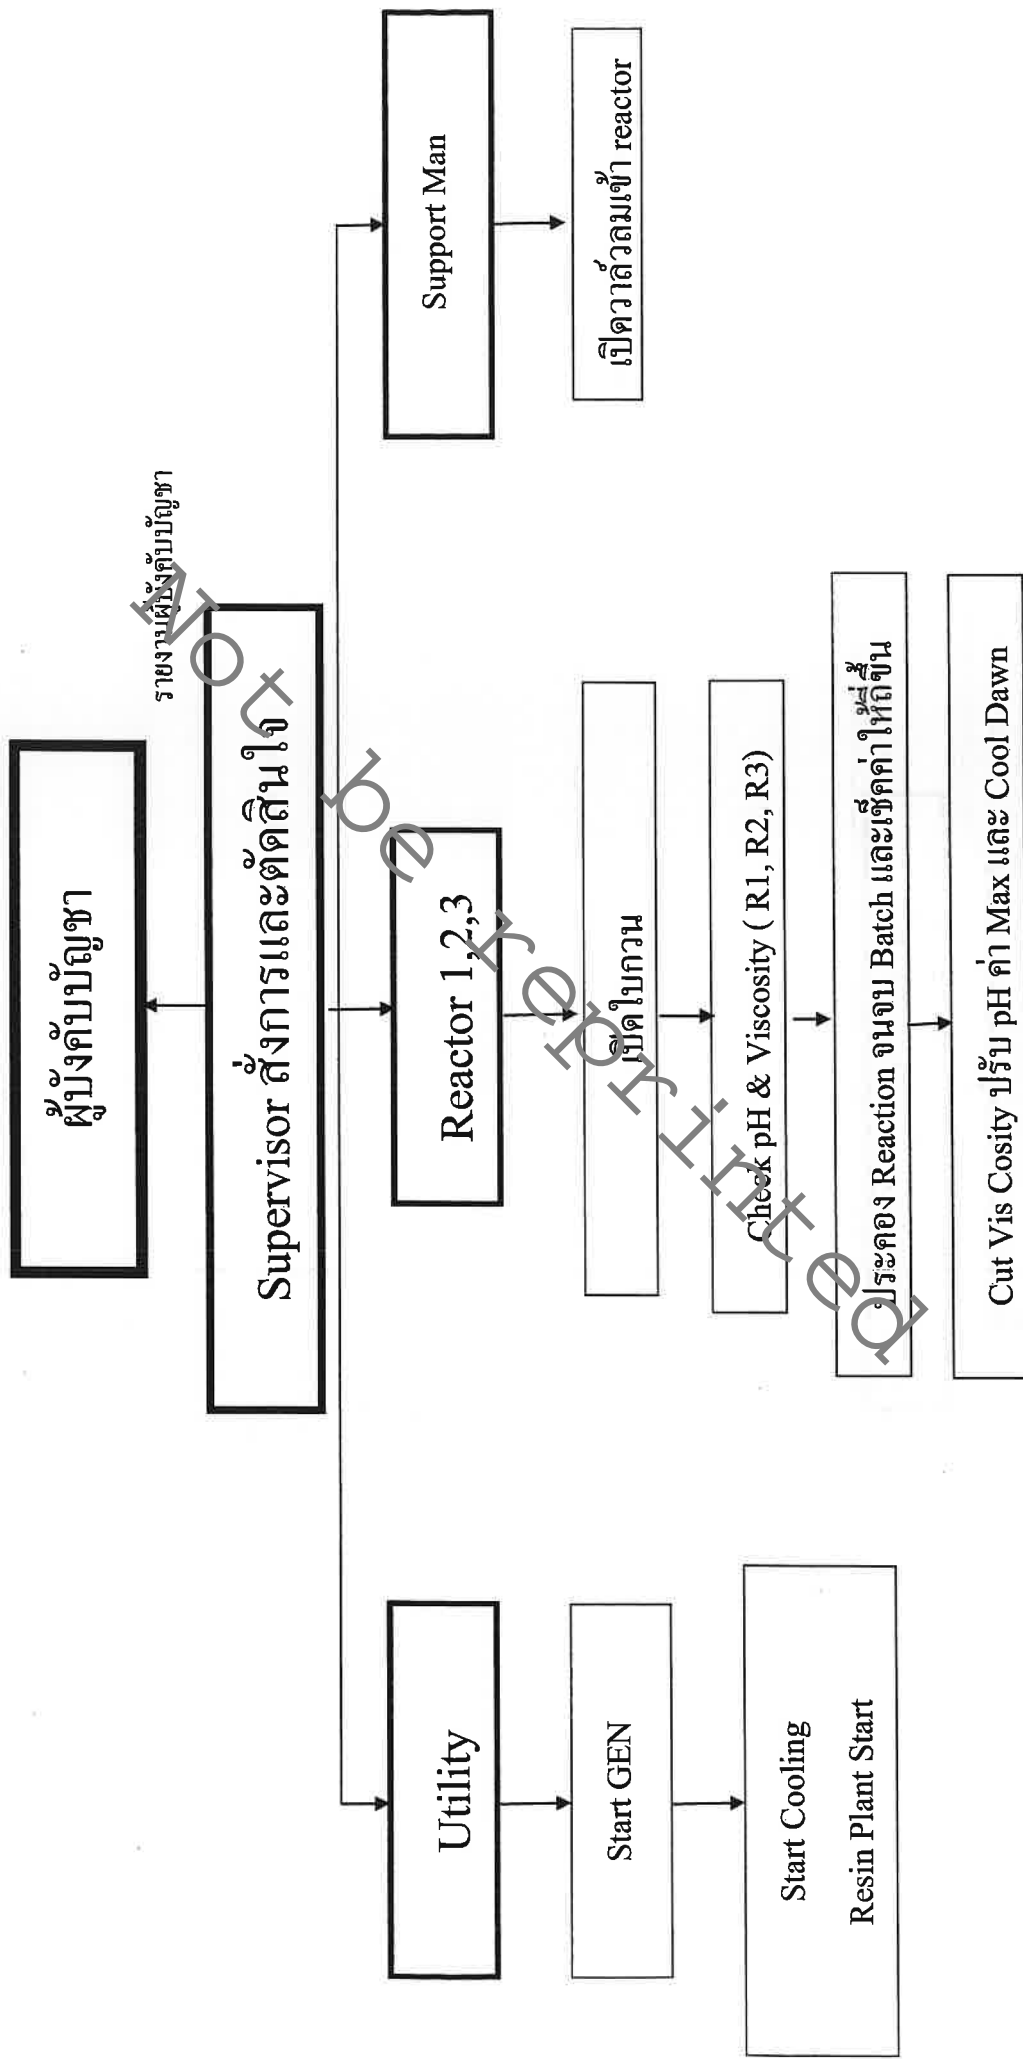 ผู้บังคับบัญชา
รายงานผู้บังคับบัญชา
Supervisor สั่งการและตัดสินใจ
Utility
Reactor 1,2,3
Support Man
Start GEN
เปิดใบกวน
เปิดวาล์วลมเข้า reactor
Start Cooling
Resin Plant Start
Check pH & Viscosity ( R1, R2, R3)
ประคอง Reaction จนจบ Batch และเช็คค่าให้ถี่ขึ้น
Cut Vis Cosity ปรับ pH ค่า Max และ Cool Dawn
Not be reprinted